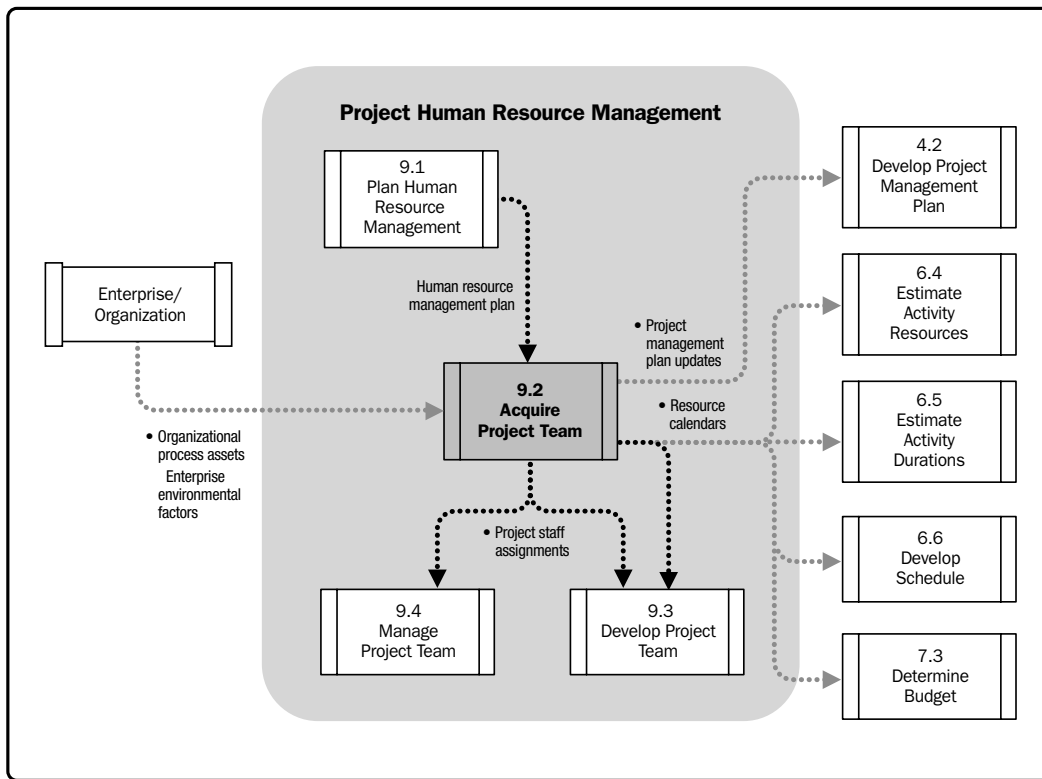 Project Human Resource Management
9.1
Plan Human
Resource
Management
4.2
Develop Project
Management
Plan
Enterprise/
Organization
Human resource
management plan
• Project
management
plan updates
6.4
Estimate
Activity
Resources
9.2
Acquire
Project Team
• Resource
calendars
6.5
Estimate
Activity
Durations
• Organizational
process assets
Enterprise
environmental
factors
• Project staff
assignments
6.6
Develop
Schedule
9.4
Manage
Project Team
9.3
Develop Project
Team
7.3
Determine
Budget